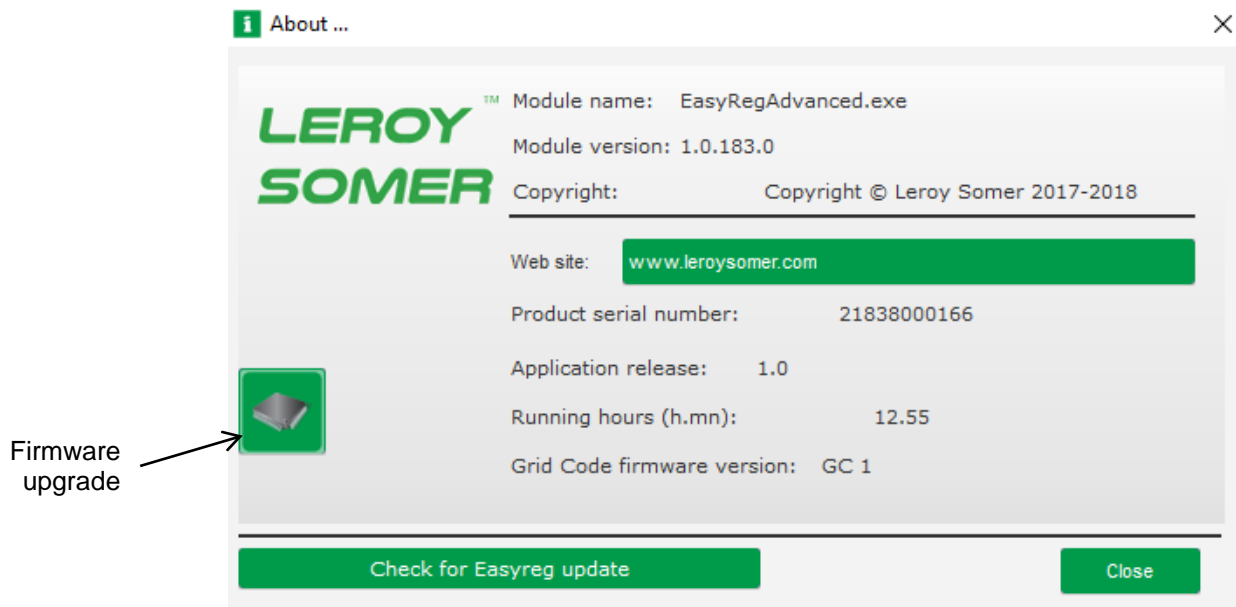 About ...
LEROY™
SOMER
Module name: EasyRegAdvanced.exe
Module version: 1.0.183.0
Copyright: Copyright © Leroy Somer 2017-2018
Web site: www.leroysomer.com
Product serial number: 21838000166
Application release: 1.0
Running hours (h.mn): 12.55
Grid Code firmware version: GC 1
Firmware
upgrade
Check for Easyreg update
Close